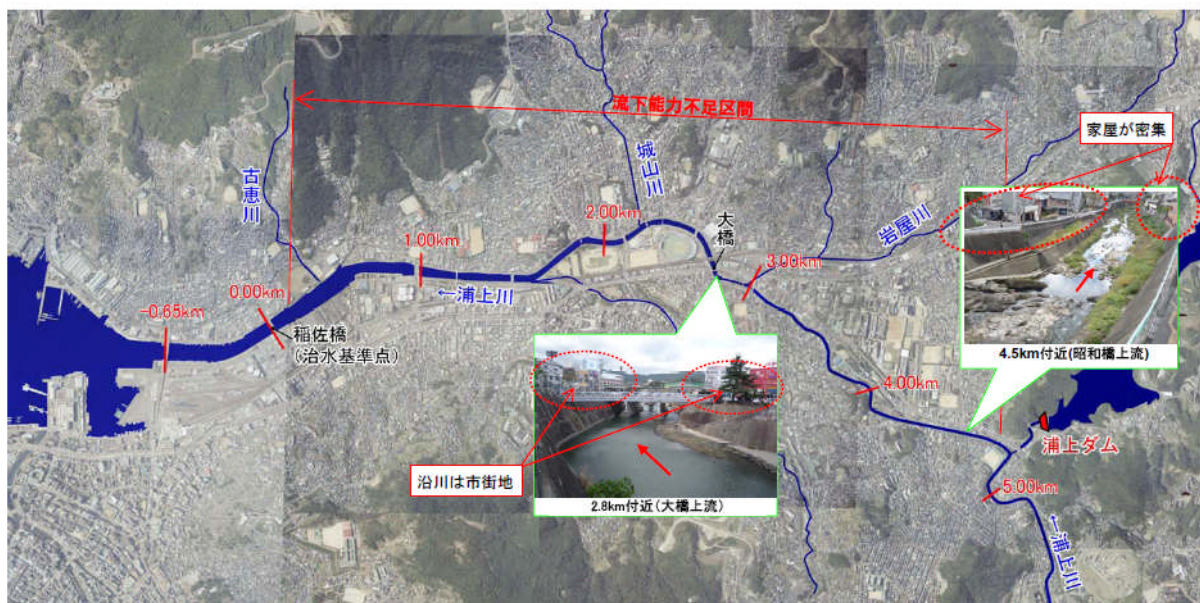 流下能力不足区間
家屋が密集
古恵川
城山川
2.00km
大橋
岩屋川
1.00km
3.00km
0.00km
←浦上川
-0.65km
稲佐橋
(治水基準点)
4.5km付近(昭和橋上流)
4.00km
浦上ダム
沿川は市街地
5.00km
2.8km付近(大橋上流)
←浦上川